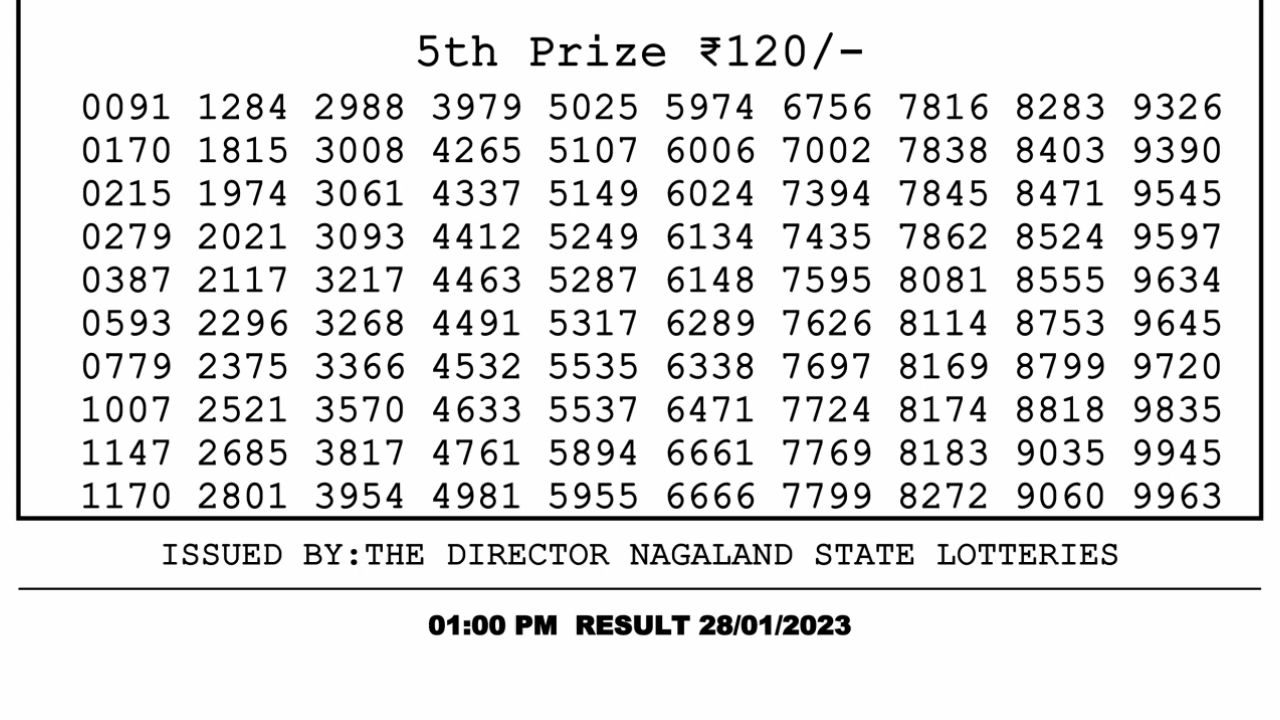 5th Prize ₹120/-
0091 1284 2988 3979 5025 5974 6756 7816 8283 9326
0170 1815 3008 4265 5107 6006 7002 7838 8403 9390
0215 1974 3061 4337 5149 6024 7394 7845 8471 9545
0279 2021 3093 4412 5249 6134 7435 7862 8524 9597
0387 2117 3217 4463 5287 6148 7595 8081 8555 9634
0593 2296 3268 4491 5317 6289 7626 8114 8753 9645
0779 2375 3366 4532 5535 6338 7697 8169 8799 9720
1007 2521 3570 4633 5537 6471 7724 8174 8818 9835
1147 2685 3817 4761 5894 6661 7769 8183 9035 9945
1170 2801 3954 4981 5955 6666 7799 8272 9060 9963
ISSUED BY:THE DIRECTOR NAGALAND STATE LOTTERIES
01:00 PM RESULT 28/01/2023